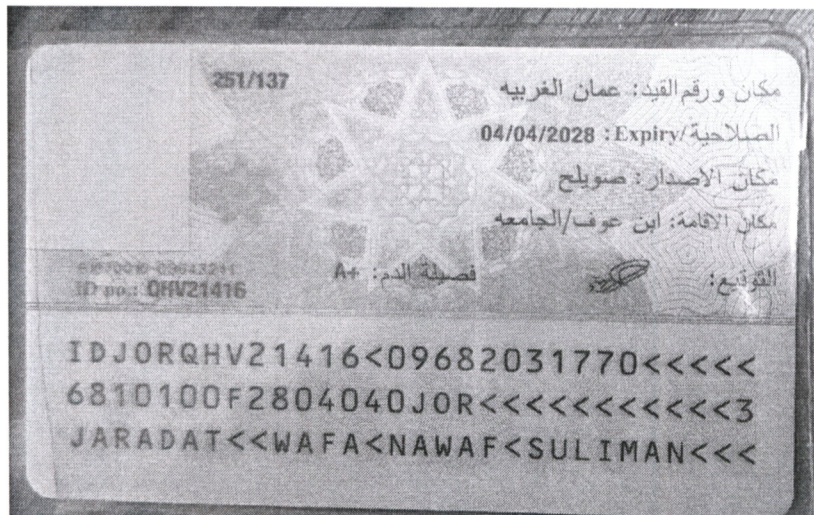 مكان ورقم القيد: عمان الغربيه 251/137
الصلاحية/Expiry: 04/04/2028
مكان الاصدار: صويلح
مكان الاقامة: ابن عوف/الجامعه
التوقيع: فصيلة الدم: A+
ID no.: QHV21416
IDJORQHV21416<09682031770<<<<<
6810100F2804040JOR<<<<<<<<<<<3
JARADAT<<WAFA<NAWAF<SULIMAN<<<